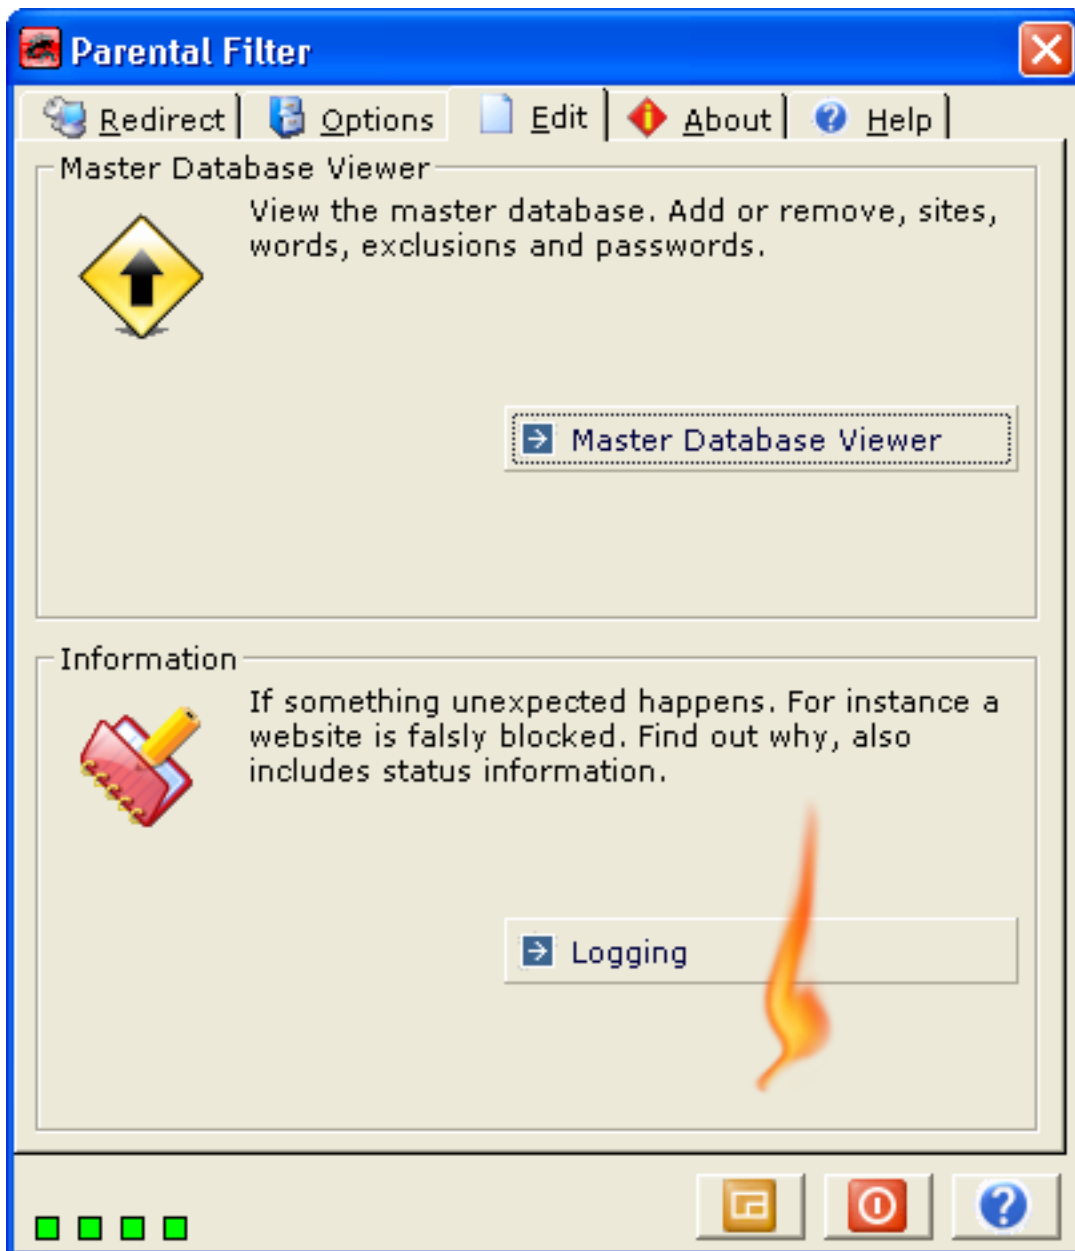 Parental Filter
Redirect Options Edit About Help
Master Database Viewer
View the master database. Add or remove, sites,
words, exclusions and passwords.
Master Database Viewer
Information
If something unexpected happens. For instance a
website is falsly blocked. Find out why, also
includes status information.
Logging